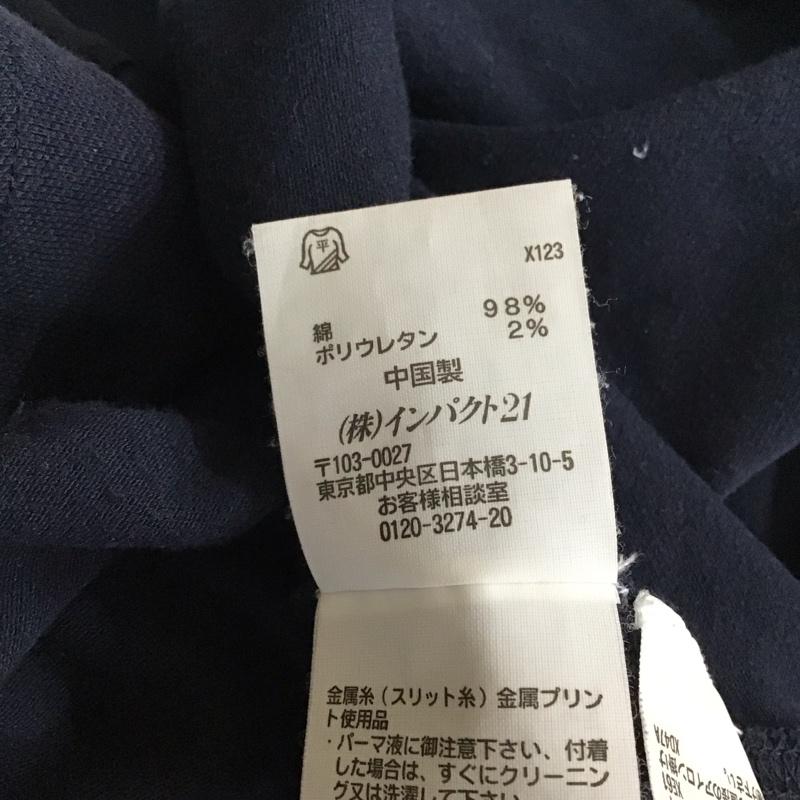 平
X123
綿 98%
ポリウレタン 2%
中国製
(株)インパクト21
〒103-0027
東京都中央区日本橋3-10-5
お客様相談室
0120-3274-20
金属糸(スリット糸)金属プリン
ト使用品
・パーマ液に御注意下さい、付着
した場合は、すぐにクリーニン
グ又は洗濯して下さい
XD47A